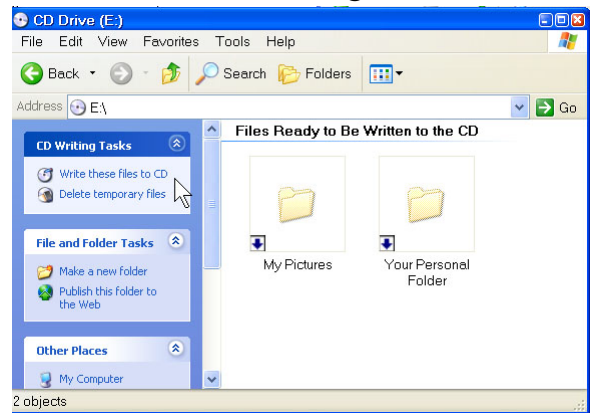 CD Drive (E:)
File Edit View Favorites Tools Help
Back Search Folders
Address E:\ Go
CD Writing Tasks
Write these files to CD
Delete temporary files
File and Folder Tasks
Make a new folder
Publish this folder to
the Web
Other Places
My Computer
Files Ready to Be Written to the CD
My Pictures
Your Personal
Folder
2 objects